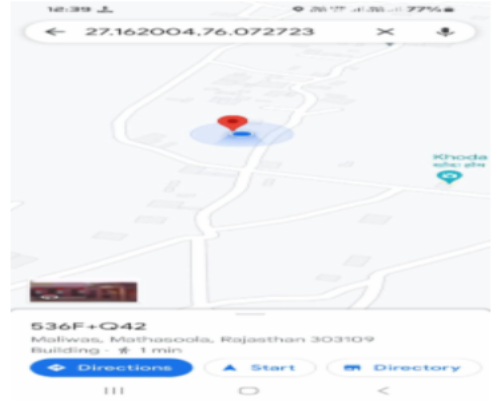 12:39
77%
27.162004,76.072723
Khoda
536F+Q42
Maliwas, Mathasoola, Rajasthan 303109
Building · 1 min
Directions
Start
Directory